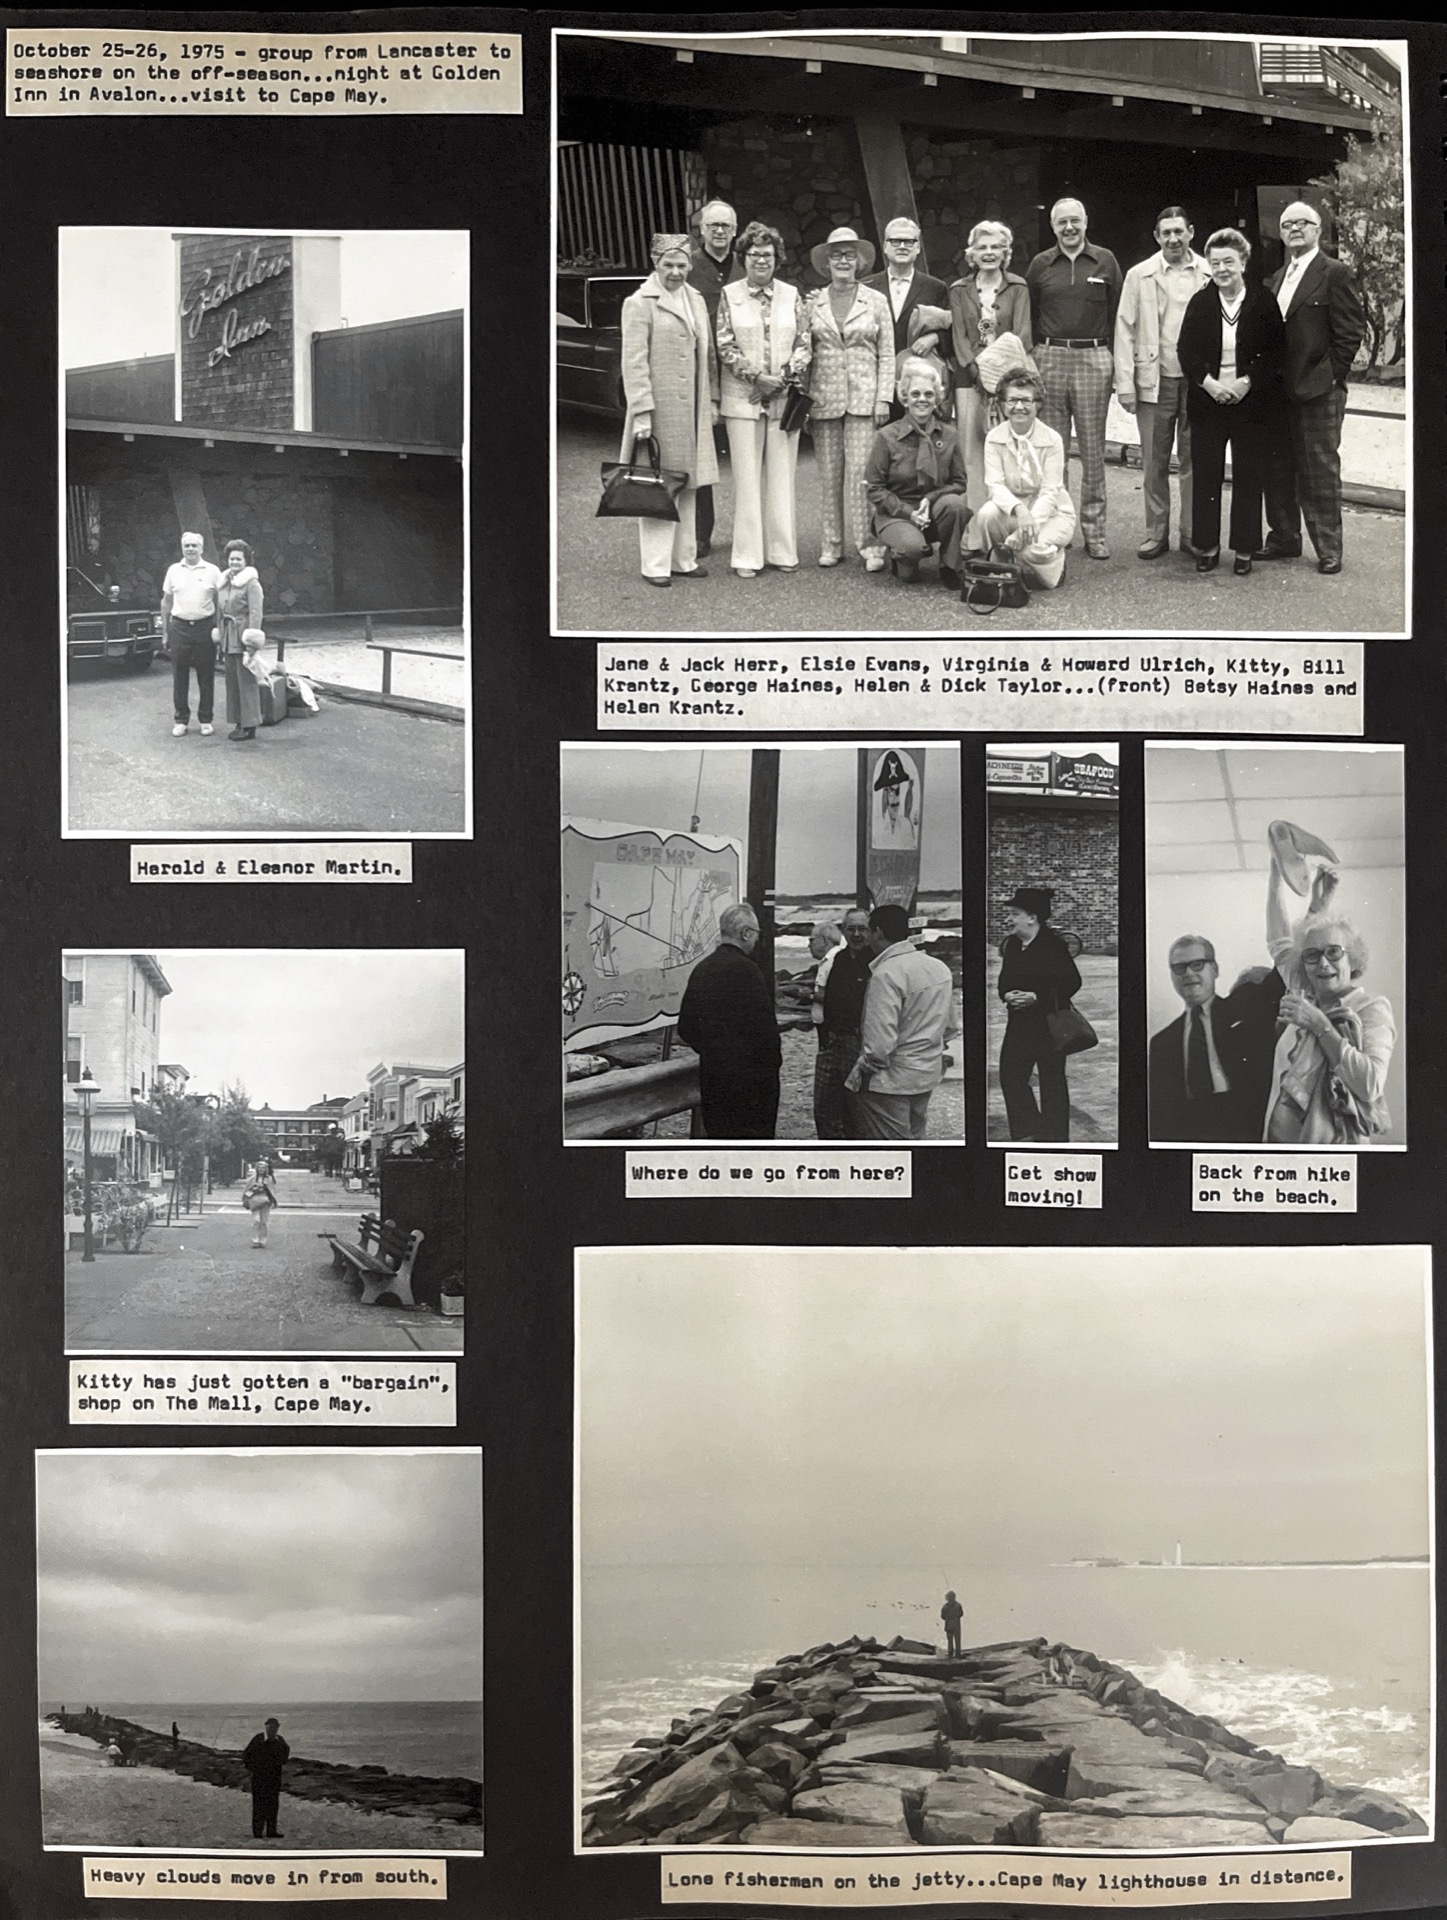 October 25-26, 1975 - group from Lancaster to
seashore on the off-season...night at Golden
Inn in Avalon...visit to Cape May.
Golden
Inn
Harold & Eleanor Martin.
Jane & Jack Herr, Elsie Evans, Virginia & Howard Ulrich, Kitty, Bill
Krantz, George Haines, Helen & Dick Taylor...(front) Betsy Haines and
Helen Krantz.
CAPE MAY
SEAFOOD
Where do we go from here?
Get show
moving!
Back from hike
on the beach.
Kitty has just gotten a "bargain",
shop on The Mall, Cape May.
Heavy clouds move in from south.
Lone fisherman on the jetty...Cape May lighthouse in distance.